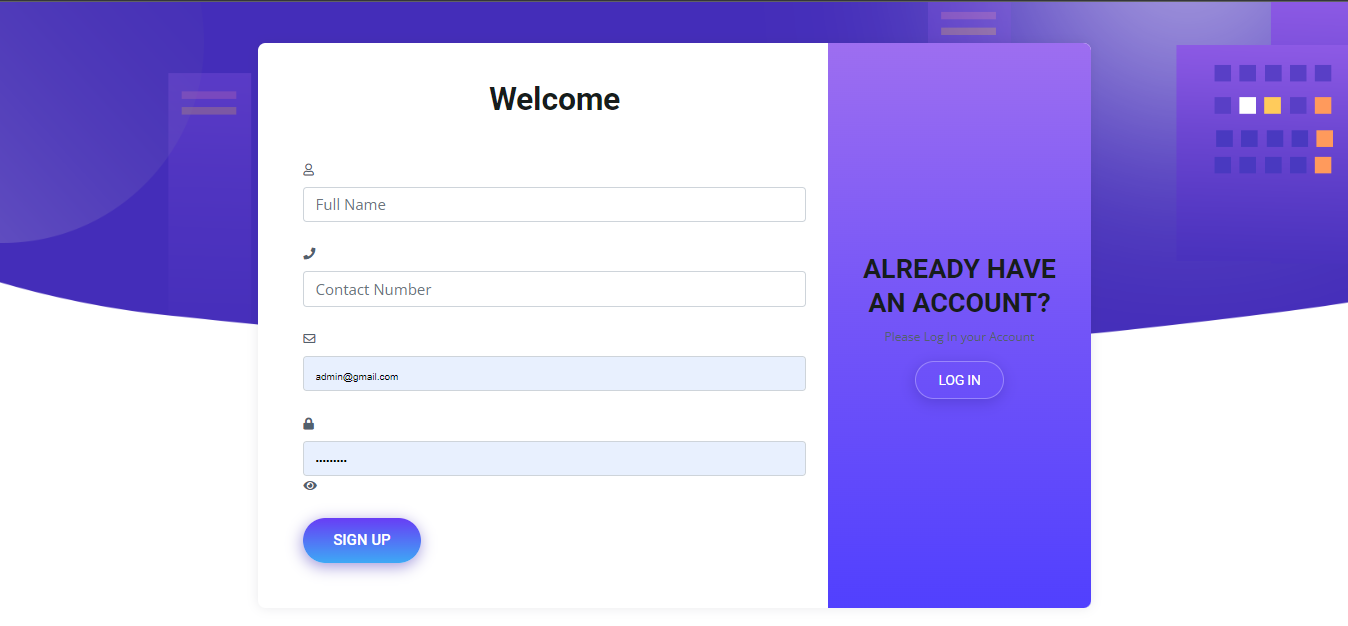 Welcome
Full Name
Contact Number
admin@gmail.com
•••••••••
SIGN UP
ALREADY HAVE
AN ACCOUNT?
Please Log In your Account
LOG IN